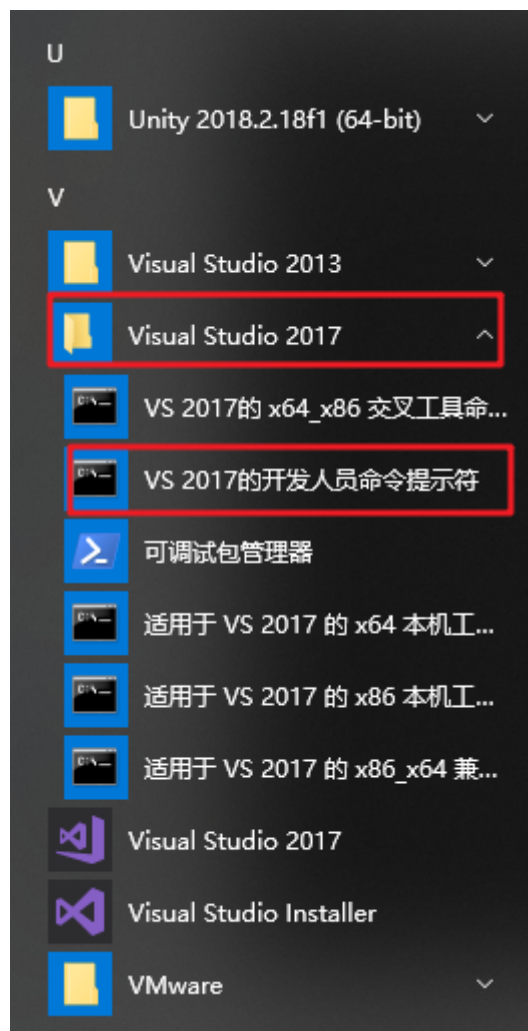 U
Unity 2018.2.18f1 (64-bit)
V
Visual Studio 2013
Visual Studio 2017
VS 2017的 x64_x86 交叉工具命...
VS 2017的开发人员命令提示符
可调试包管理器
适用于 VS 2017 的 x64 本机工...
适用于 VS 2017 的 x86 本机工...
适用于 VS 2017 的 x86_x64 兼...
Visual Studio 2017
Visual Studio Installer
VMware